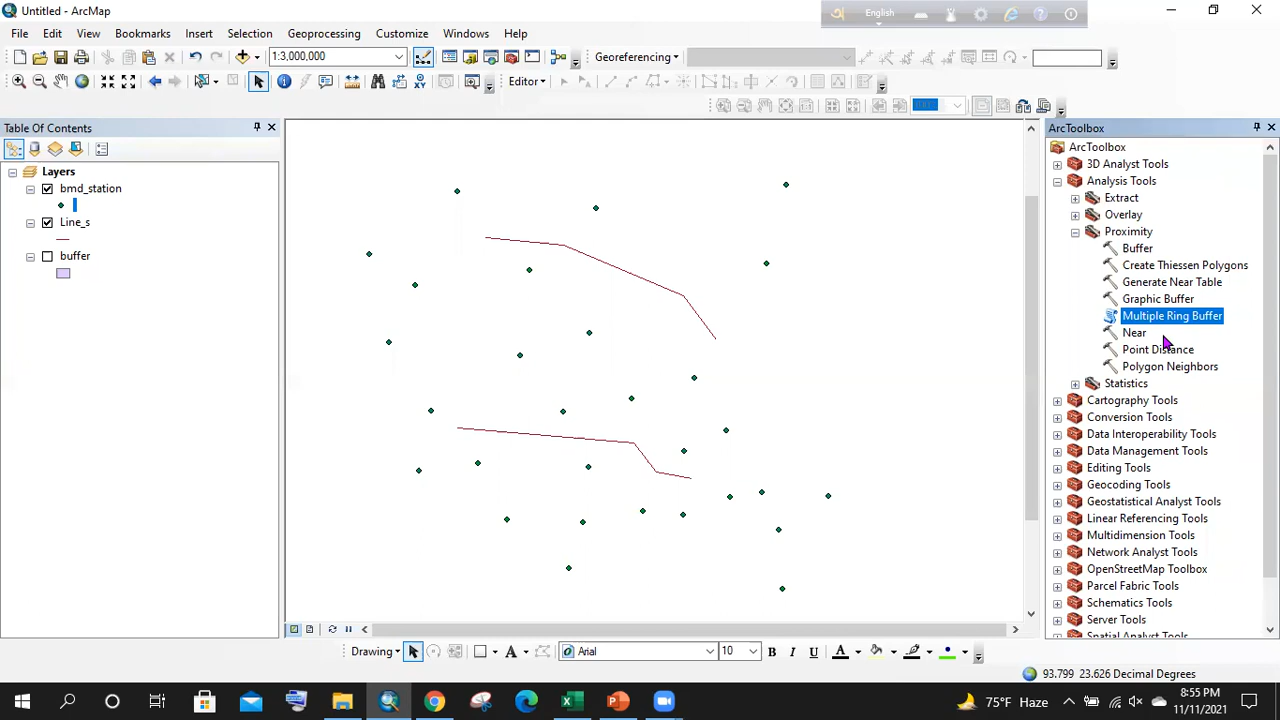 Untitled - ArcMap
English
File Edit View Bookmarks Insert Selection Geoprocessing Customize Windows Help
1:3,000,000
Georeferencing
Editor
Table Of Contents
Layers
bmd_station
Line_s
buffer
ArcToolbox
ArcToolbox
3D Analyst Tools
Analysis Tools
Extract
Overlay
Proximity
Buffer
Create Thiessen Polygons
Generate Near Table
Graphic Buffer
Multiple Ring Buffer
Near
Point Distance
Polygon Neighbors
Statistics
Cartography Tools
Conversion Tools
Data Interoperability Tools
Data Management Tools
Editing Tools
Geocoding Tools
Geostatistical Analyst Tools
Linear Referencing Tools
Multidimension Tools
Network Analyst Tools
OpenStreetMap Toolbox
Parcel Fabric Tools
Schematics Tools
Server Tools
Spatial Analyst Tools
Drawing
Arial
10
B I U A
93.799 23.626 Decimal Degrees
75°F Haze
8:55 PM
11/11/2021